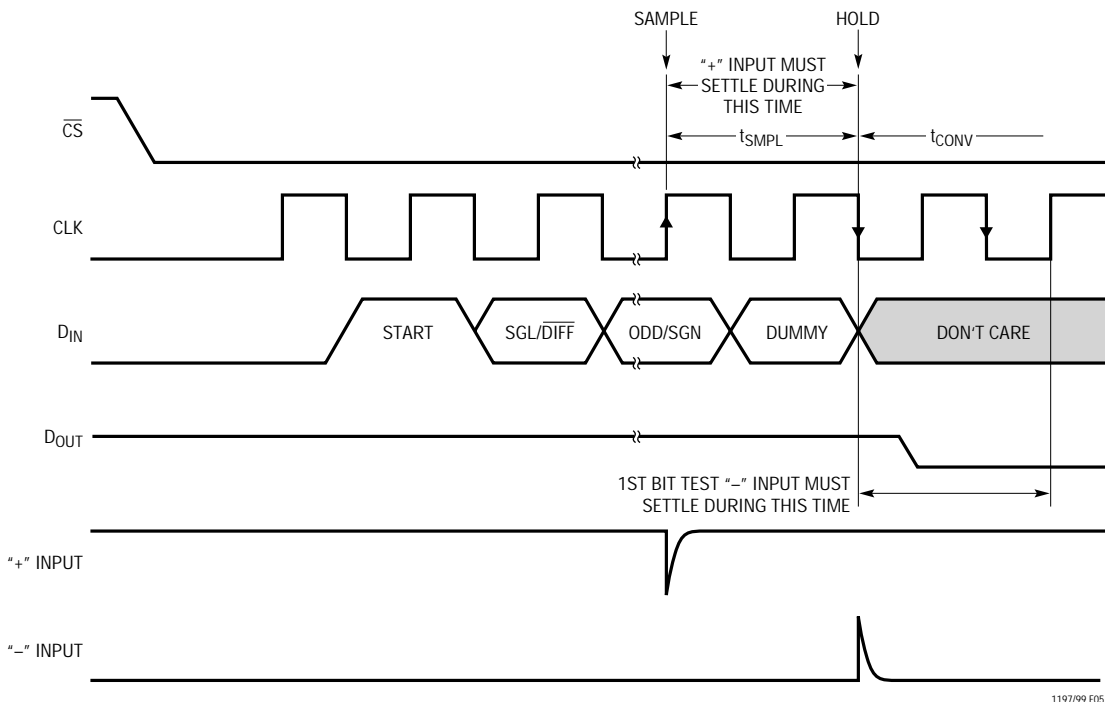 SAMPLE
HOLD
"+" INPUT MUST
SETTLE DURING
THIS TIME
CS
tSMPL
tCONV
CLK
DIN
START
SGL/DIFF
ODD/SGN
DUMMY
DON'T CARE
DOUT
1ST BIT TEST "–" INPUT MUST
SETTLE DURING THIS TIME
"+" INPUT
"–" INPUT
1197/99 F05